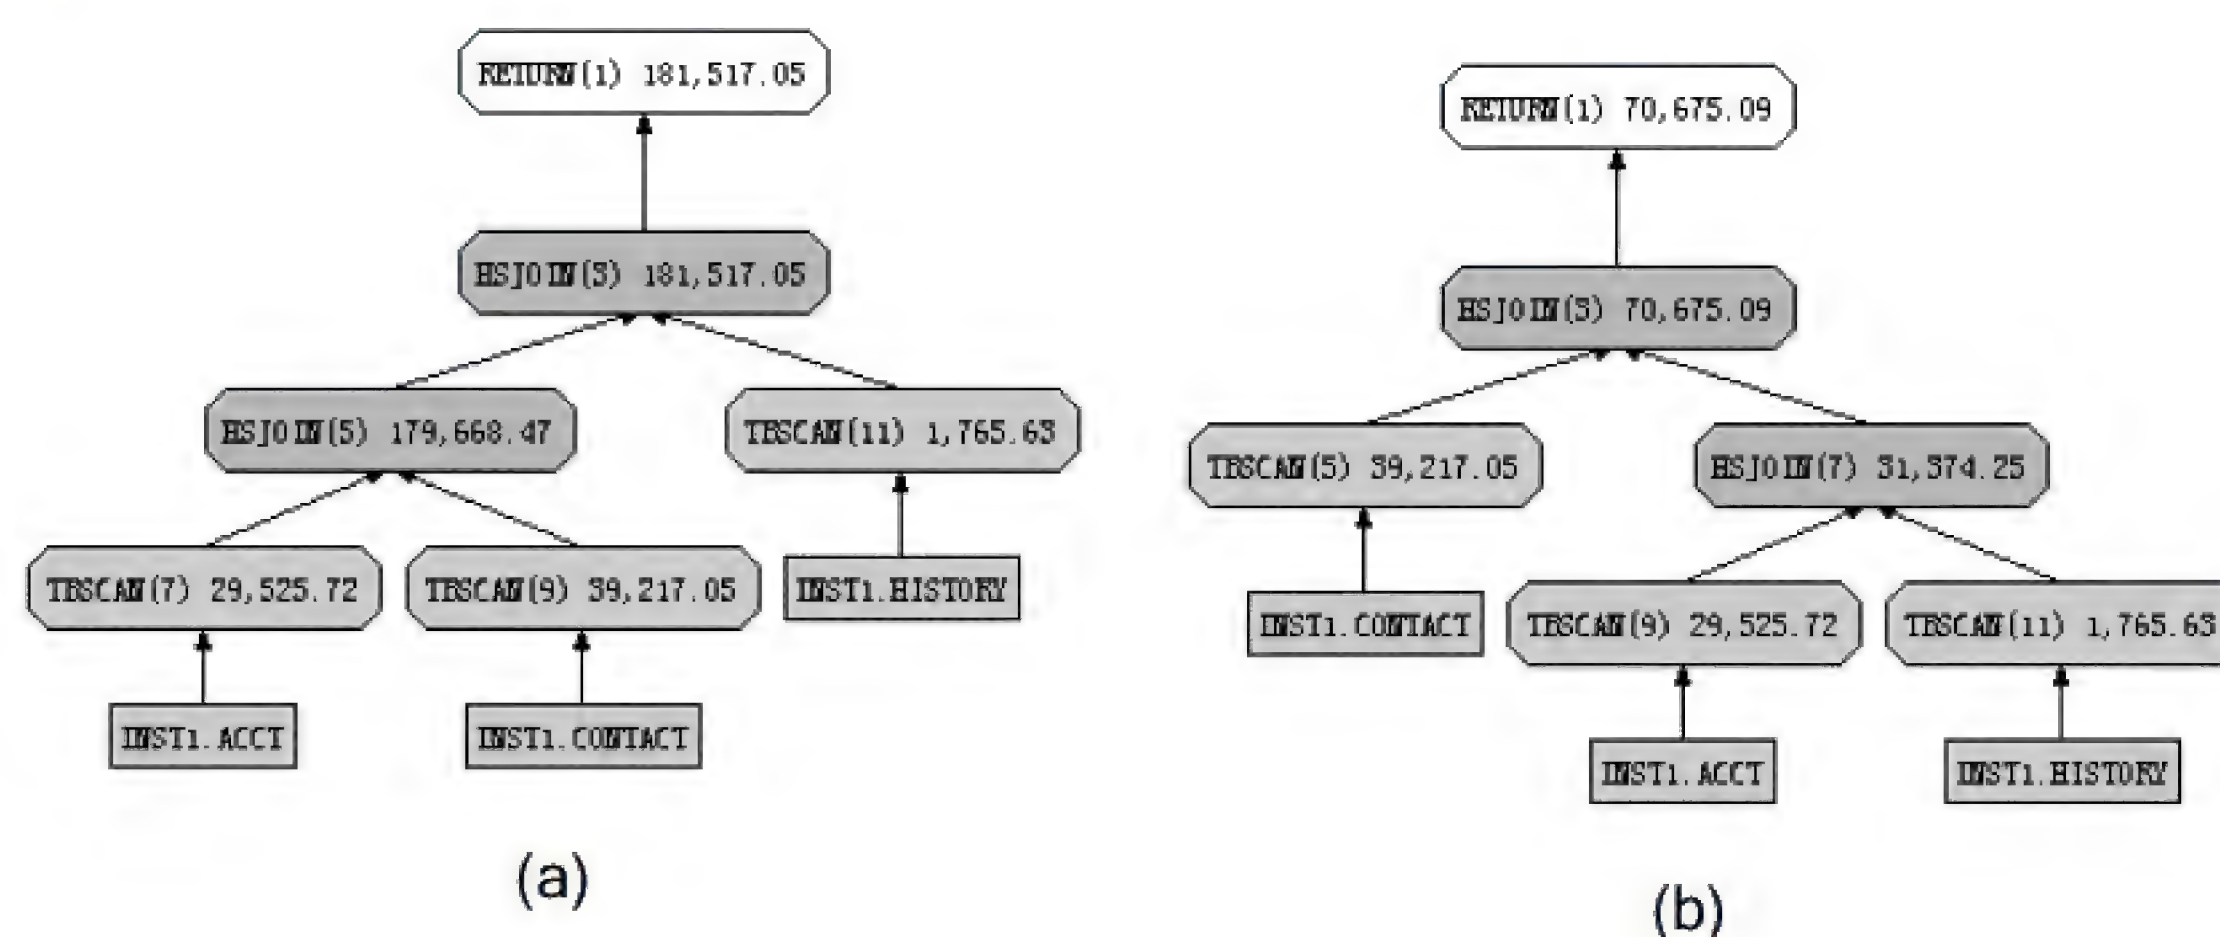 RETURN(1) 181,517.05
HSJOIN(3) 181,517.05
HSJOIN(5) 179,668.47
TBSCAN(11) 1,765.63
TBSCAN(7) 29,525.72
TBSCAN(9) 39,217.05
INST1.HISTORY
INST1.ACCT
INST1.CONTACT
(a)
RETURN(1) 70,675.09
HSJOIN(3) 70,675.09
TBSCAN(5) 39,217.05
HSJOIN(7) 31,374.25
INST1.CONTACT
TBSCAN(9) 29,525.72
TBSCAN(11) 1,765.63
INST1.ACCT
INST1.HISTORY
(b)